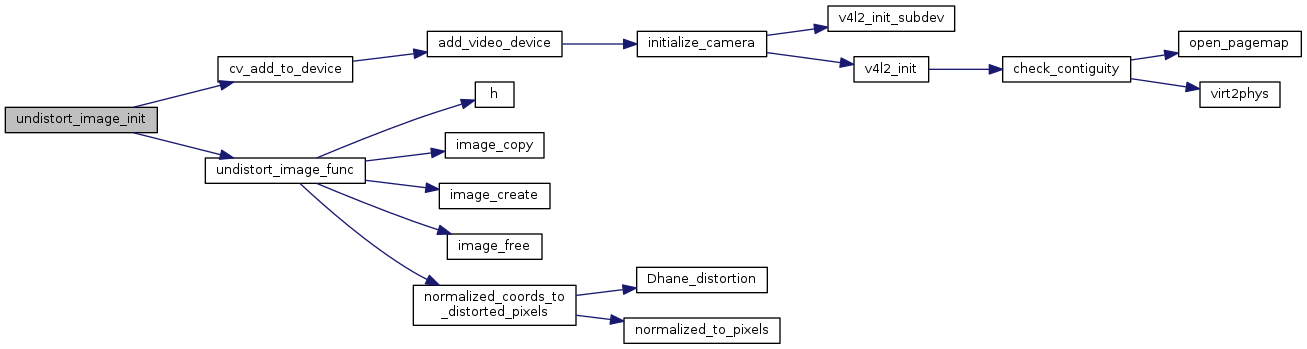 undistort_image_init
cv_add_to_device
add_video_device
initialize_camera
v4l2_init_subdev
v4l2_init
check_contiguity
open_pagemap
virt2phys
undistort_image_func
h
image_copy
image_create
image_free
normalized_coords_to
_distorted_pixels
Dhane_distortion
normalized_to_pixels